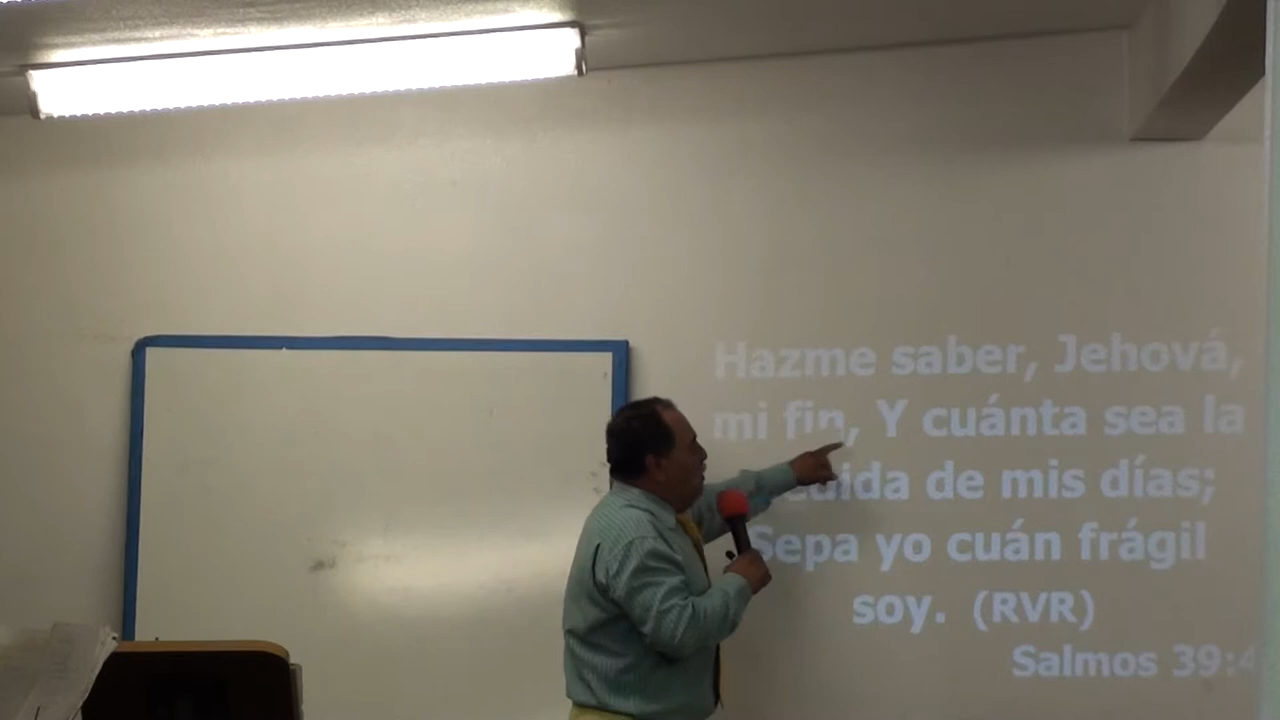 Hazme saber, Jehová,
mi fin, Y cuánta sea la
de mis días;
Sepa yo cuán frágil
soy. (RVR)
Salmos 39:4